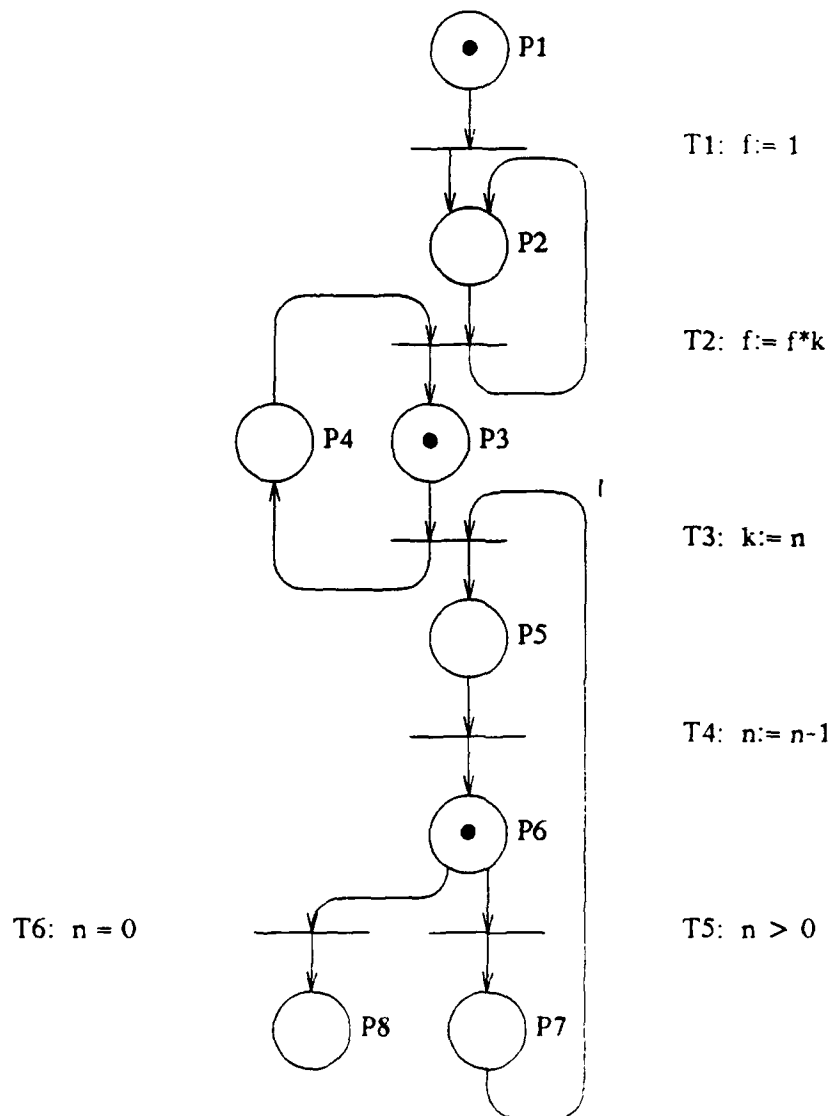 P1
T1: f:= 1
P2
T2: f:= f*k
P4
P3
T3: k:= n
P5
T4: n:= n-1
P6
T6: n = 0
T5: n > 0
P8
P7